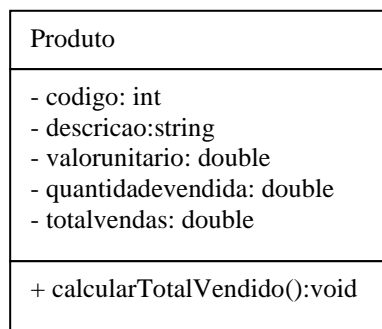 Produto
- codigo: int
- descricao:string
- valorunitario: double
- quantidadevendida: double
- totalvendas: double
+ calcularTotalVendido():void